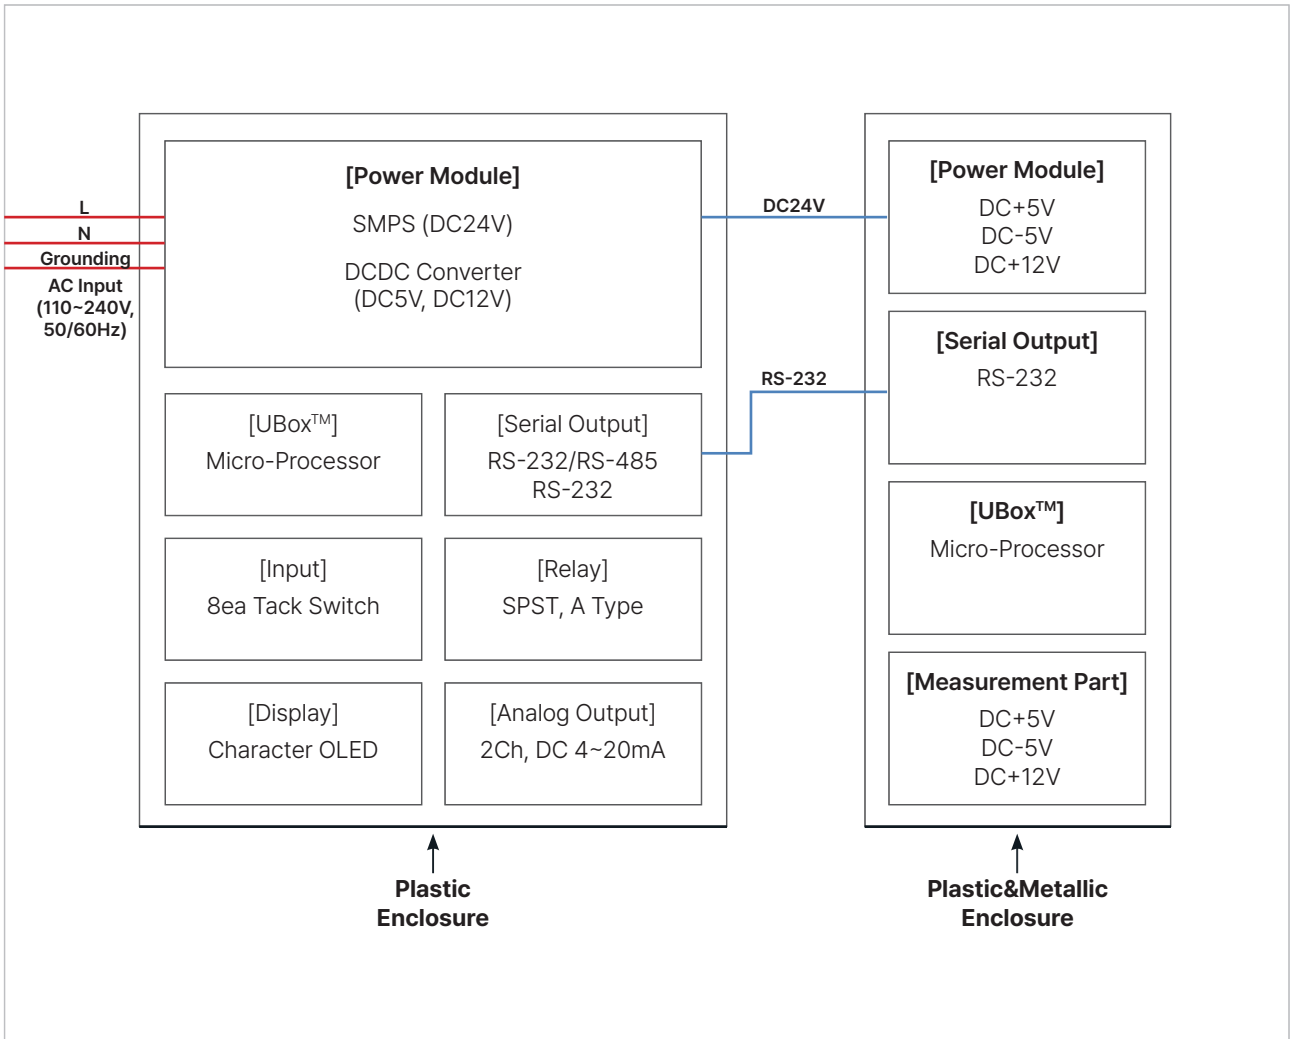 L
N
Grounding
AC Input
(110~240V,
50/60Hz)
[Power Module]
SMPS (DC24V)
DCDC Converter
(DC5V, DC12V)
[UBox™]
Micro-Processor
[Serial Output]
RS-232/RS-485
RS-232
[Input]
8ea Tack Switch
[Relay]
SPST, A Type
[Display]
Character OLED
[Analog Output]
2Ch, DC 4~20mA
Plastic
Enclosure
DC24V
RS-232
[Power Module]
DC+5V
DC-5V
DC+12V
[Serial Output]
RS-232
[UBox™]
Micro-Processor
[Measurement Part]
DC+5V
DC-5V
DC+12V
Plastic&Metallic
Enclosure